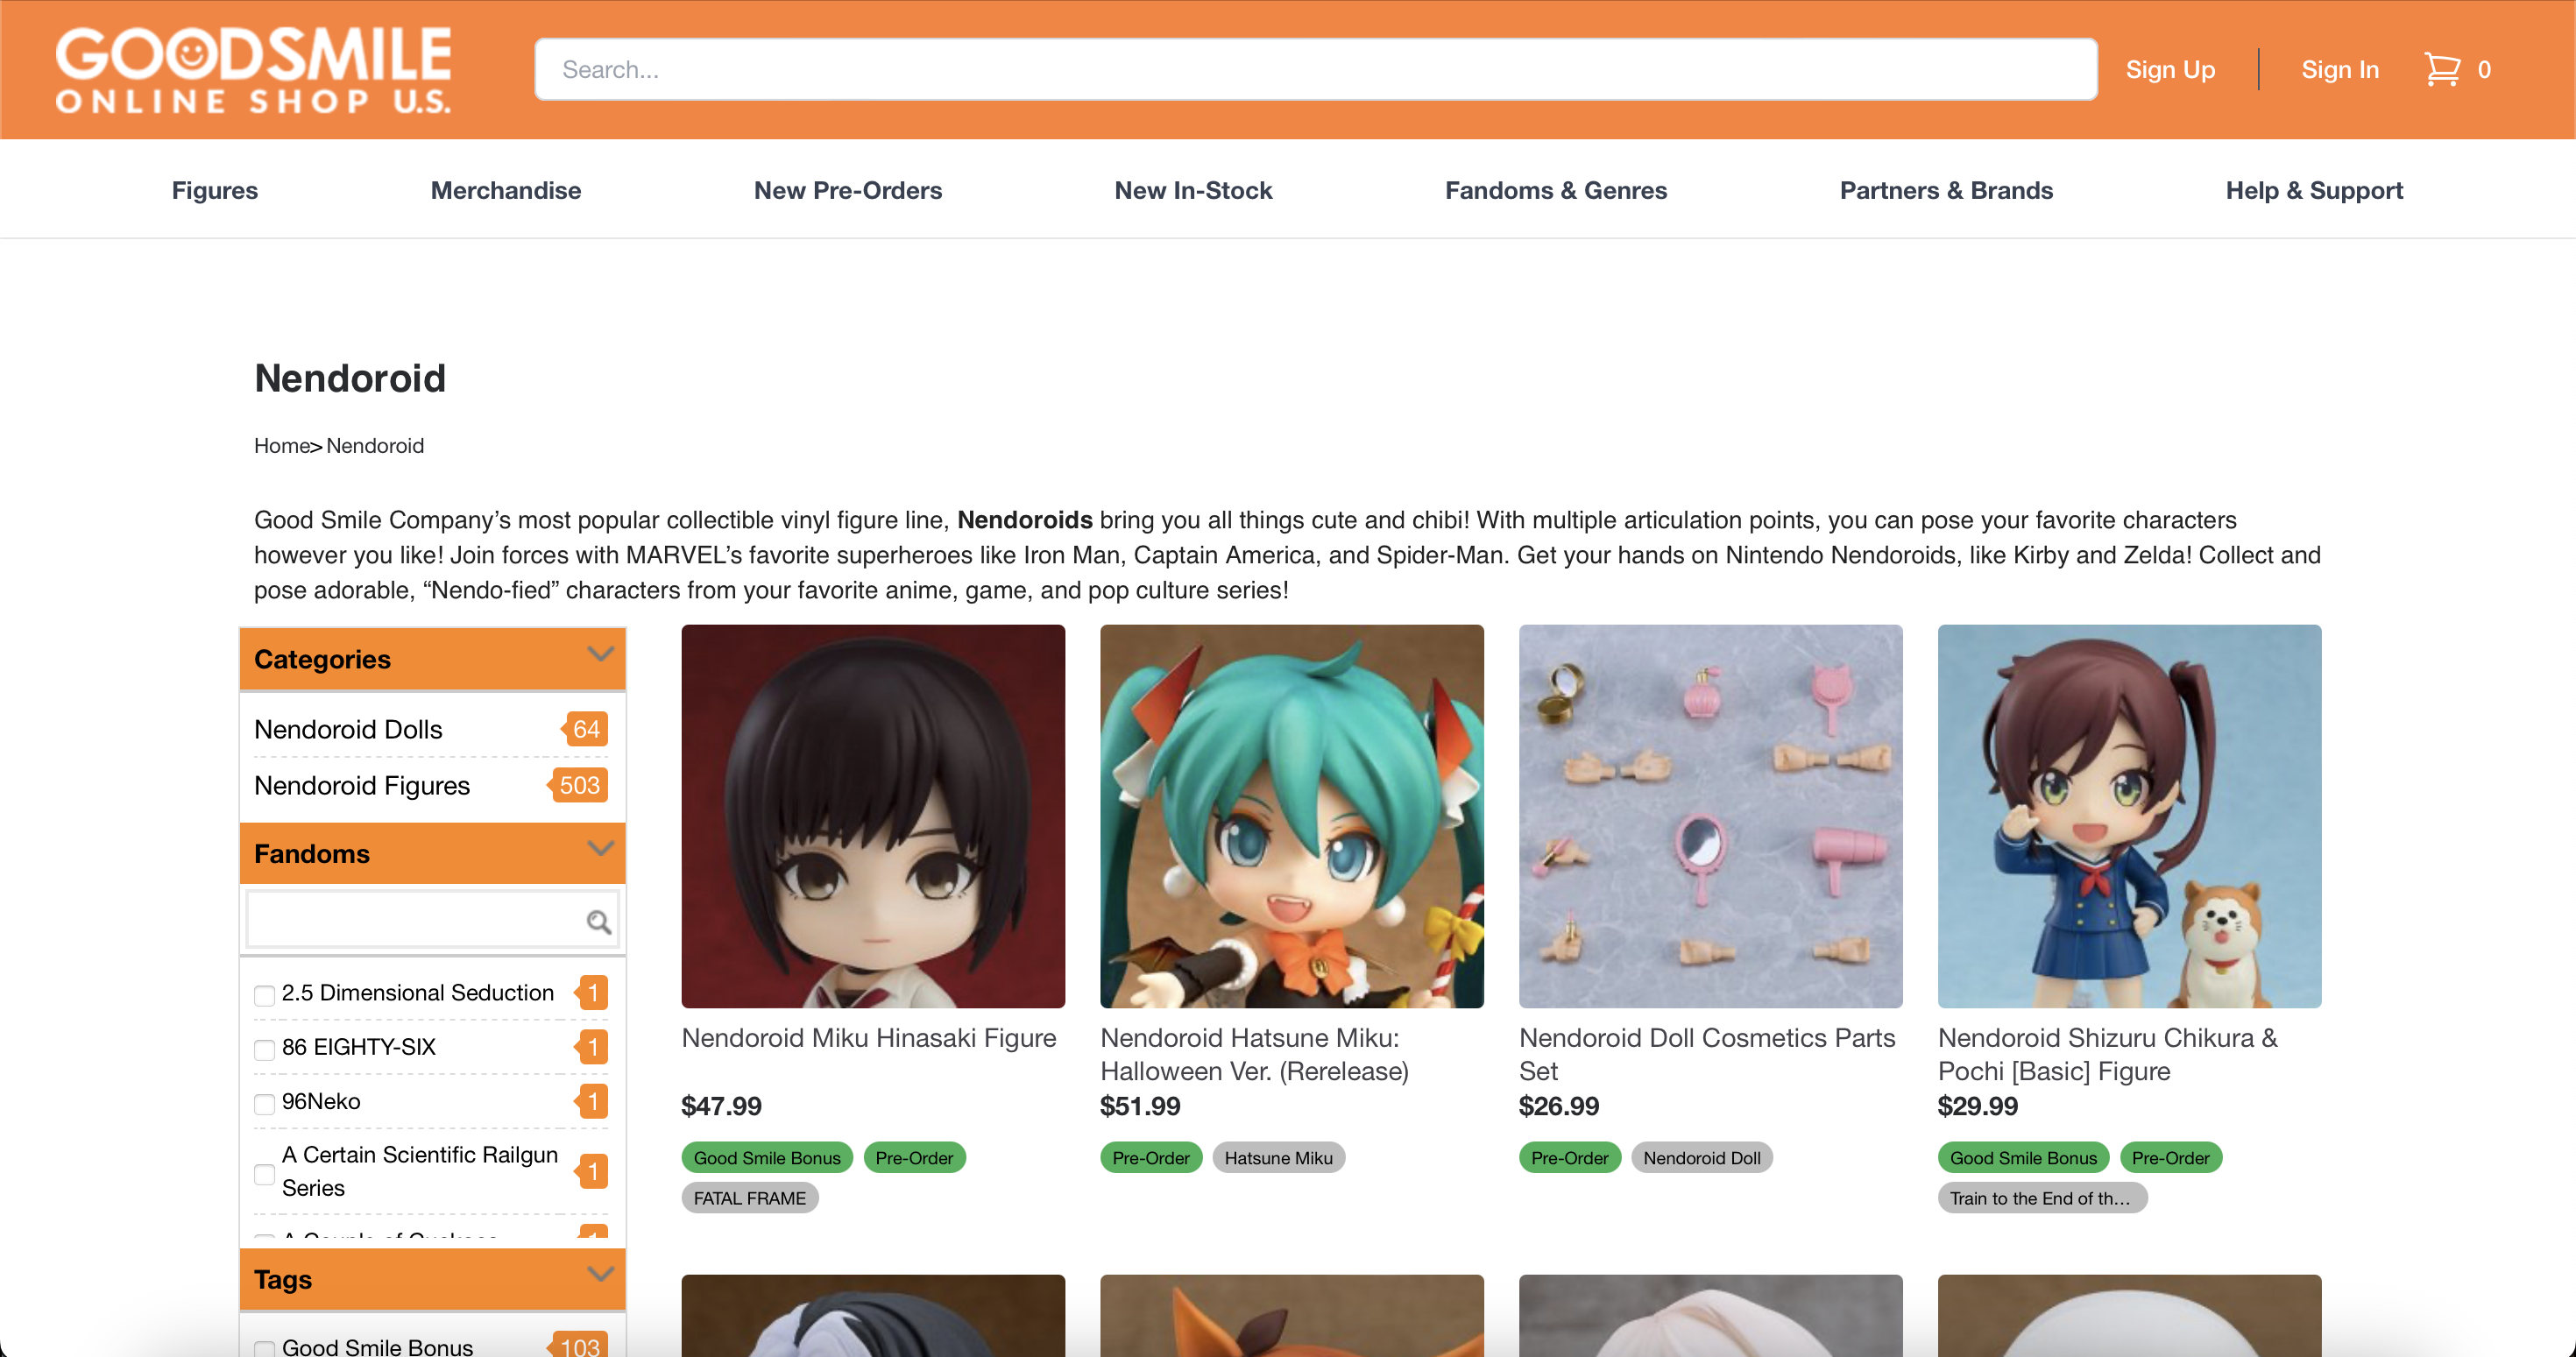 GOODSMILE
ONLINE SHOP U.S.
Search...
Sign Up
Sign In
0
Figures
Merchandise
New Pre-Orders
New In-Stock
Fandoms & Genres
Partners & Brands
Help & Support
Nendoroid
Home> Nendoroid
Good Smile Company’s most popular collectible vinyl figure line, Nendoroids bring you all things cute and chibi! With multiple articulation points, you can pose your favorite characters
however you like! Join forces with MARVEL’s favorite superheroes like Iron Man, Captain America, and Spider-Man. Get your hands on Nintendo Nendoroids, like Kirby and Zelda! Collect and
pose adorable, “Nendo-fied” characters from your favorite anime, game, and pop culture series!
Categories
Nendoroid Dolls 64
Nendoroid Figures 503
Fandoms
2.5 Dimensional Seduction 1
86 EIGHTY-SIX 1
96Neko 1
A Certain Scientific Railgun
Series 1
Tags
Good Smile Bonus 103
Nendoroid Miku Hinasaki Figure
$47.99
Good Smile Bonus Pre-Order
FATAL FRAME
Nendoroid Hatsune Miku:
Halloween Ver. (Rerelease)
$51.99
Pre-Order Hatsune Miku
Nendoroid Doll Cosmetics Parts
Set
$26.99
Pre-Order Nendoroid Doll
Nendoroid Shizuru Chikura &
Pochi [Basic] Figure
$29.99
Good Smile Bonus Pre-Order
Train to the End of th...